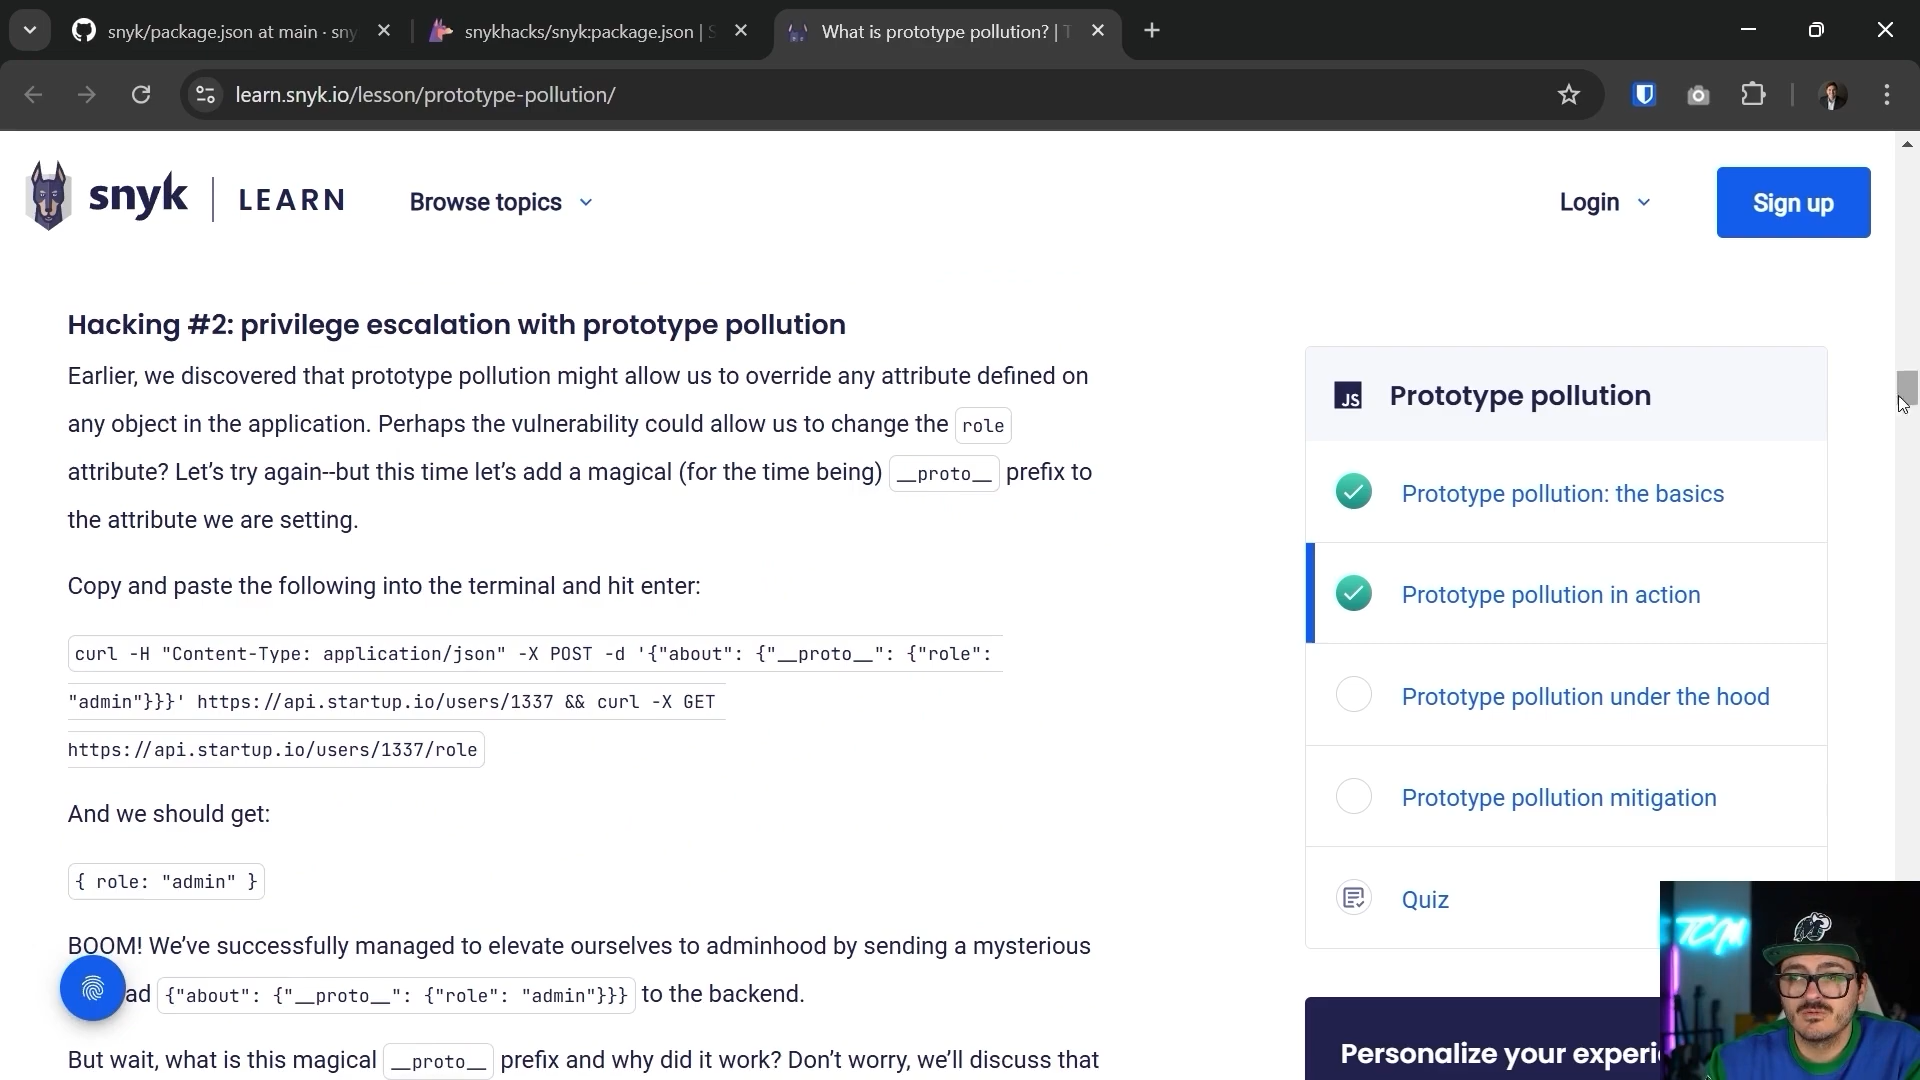 snyk/package.json at main · sny
snykhacks/snyk:package.json | S
What is prototype pollution? | T
learn.snyk.io/lesson/prototype-pollution/
snyk | LEARN
Browse topics
Login
Sign up
Hacking #2: privilege escalation with prototype pollution
Earlier, we discovered that prototype pollution might allow us to override any attribute defined on
any object in the application. Perhaps the vulnerability could allow us to change the role
attribute? Let’s try again--but this time let’s add a magical (for the time being) __proto__ prefix to
the attribute we are setting.
Copy and paste the following into the terminal and hit enter:
curl -H "Content-Type: application/json" -X POST -d '{"about": {"__proto__": {"role":
"admin"}}}' https://api.startup.io/users/1337 && curl -X GET
https://api.startup.io/users/1337/role
And we should get:
{ role: "admin" }
BOOM! We’ve successfully managed to elevate ourselves to adminhood by sending a mysterious
ad {"about": {"__proto__": {"role": "admin"}}} to the backend.
But wait, what is this magical __proto__ prefix and why did it work? Don’t worry, we’ll discuss that
JS Prototype pollution
Prototype pollution: the basics
Prototype pollution in action
Prototype pollution under the hood
Prototype pollution mitigation
Quiz
Personalize your experi
TCM